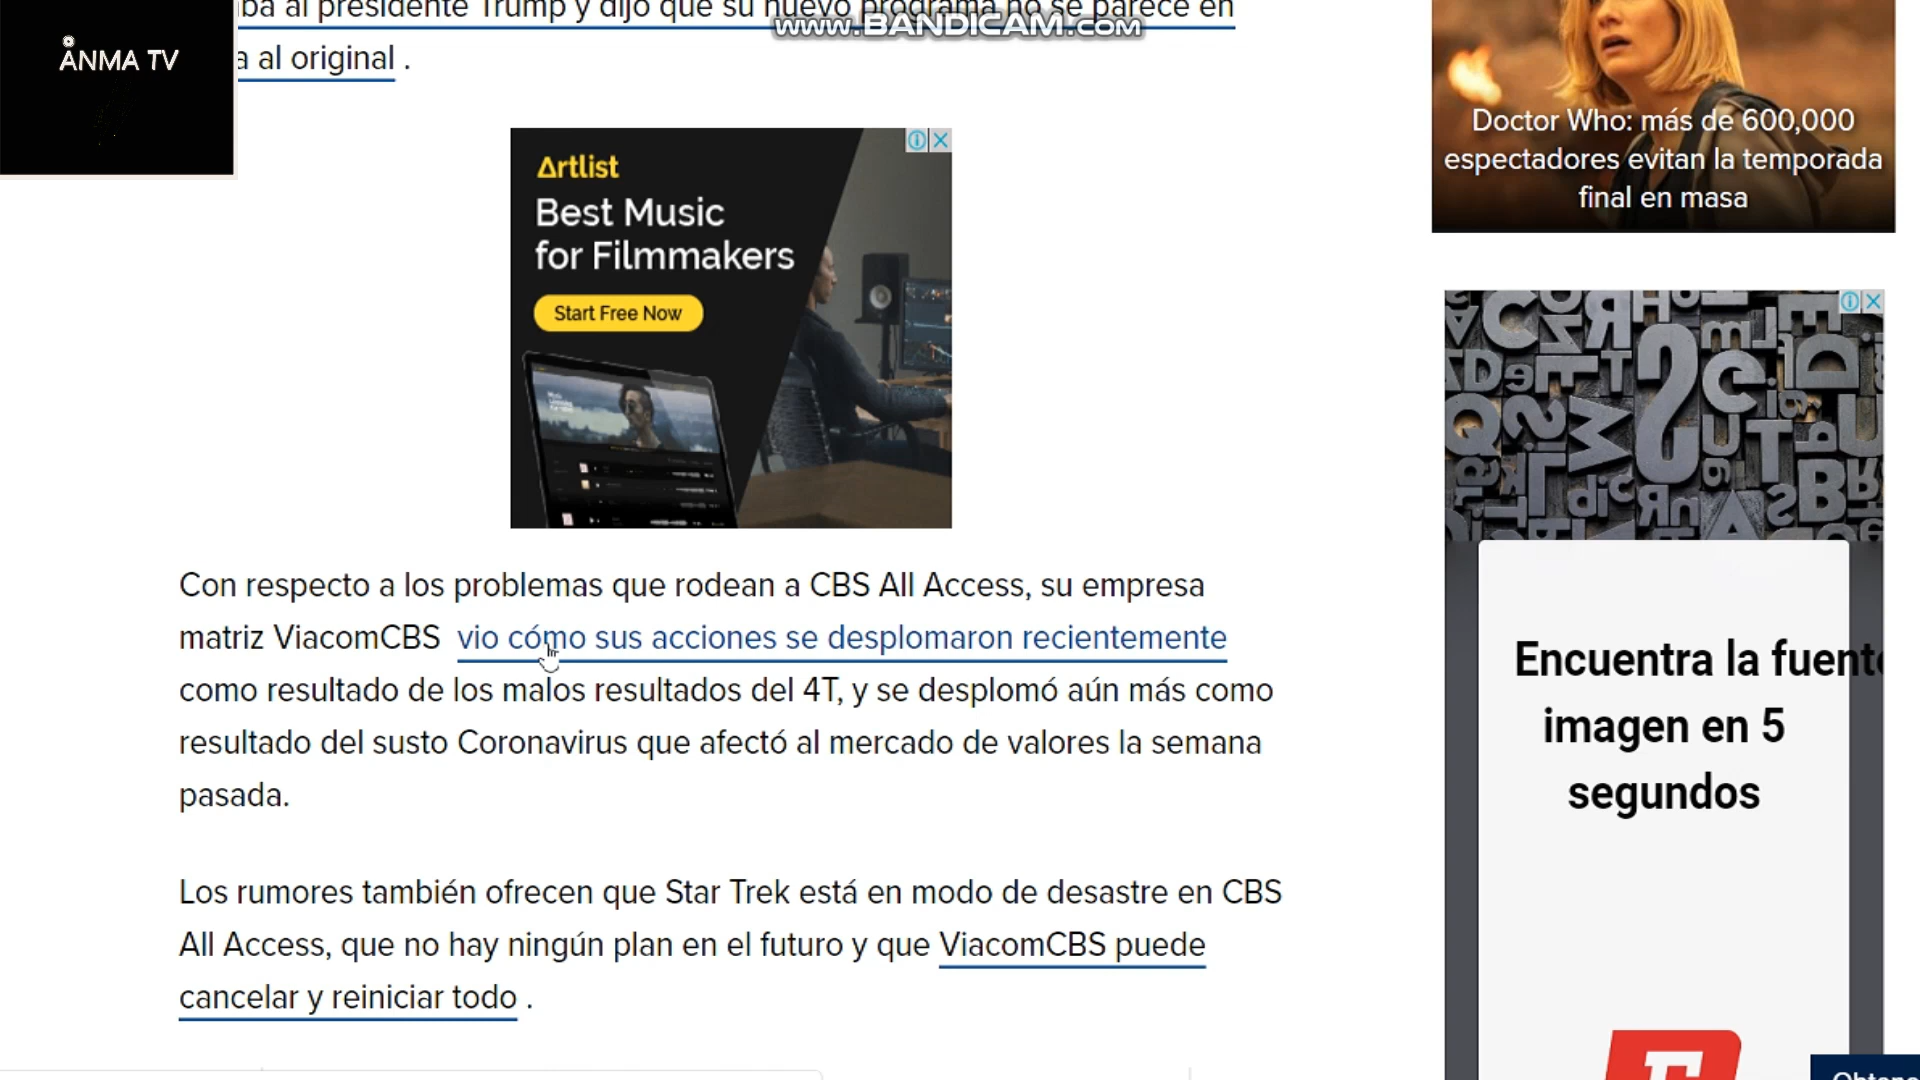 al presidente Trump y dijo que su nuevo programa no se parece en
www.BANDICAM.com
ANMA TV
a al original .
Artlist
Best Music
for Filmmakers
Start Free Now
Doctor Who: más de 600,000
espectadores evitan la temporada
final en masa
Con respecto a los problemas que rodean a CBS All Access, su empresa
matriz ViacomCBS vio cómo sus acciones se desplomaron recientemente
como resultado de los malos resultados del 4T, y se desplomó aún más como
resultado del susto Coronavirus que afectó al mercado de valores la semana
pasada.
Los rumores también ofrecen que Star Trek está en modo de desastre en CBS
All Access, que no hay ningún plan en el futuro y que ViacomCBS puede
cancelar y reiniciar todo .
Encuentra la fuente
imagen en 5
segundos